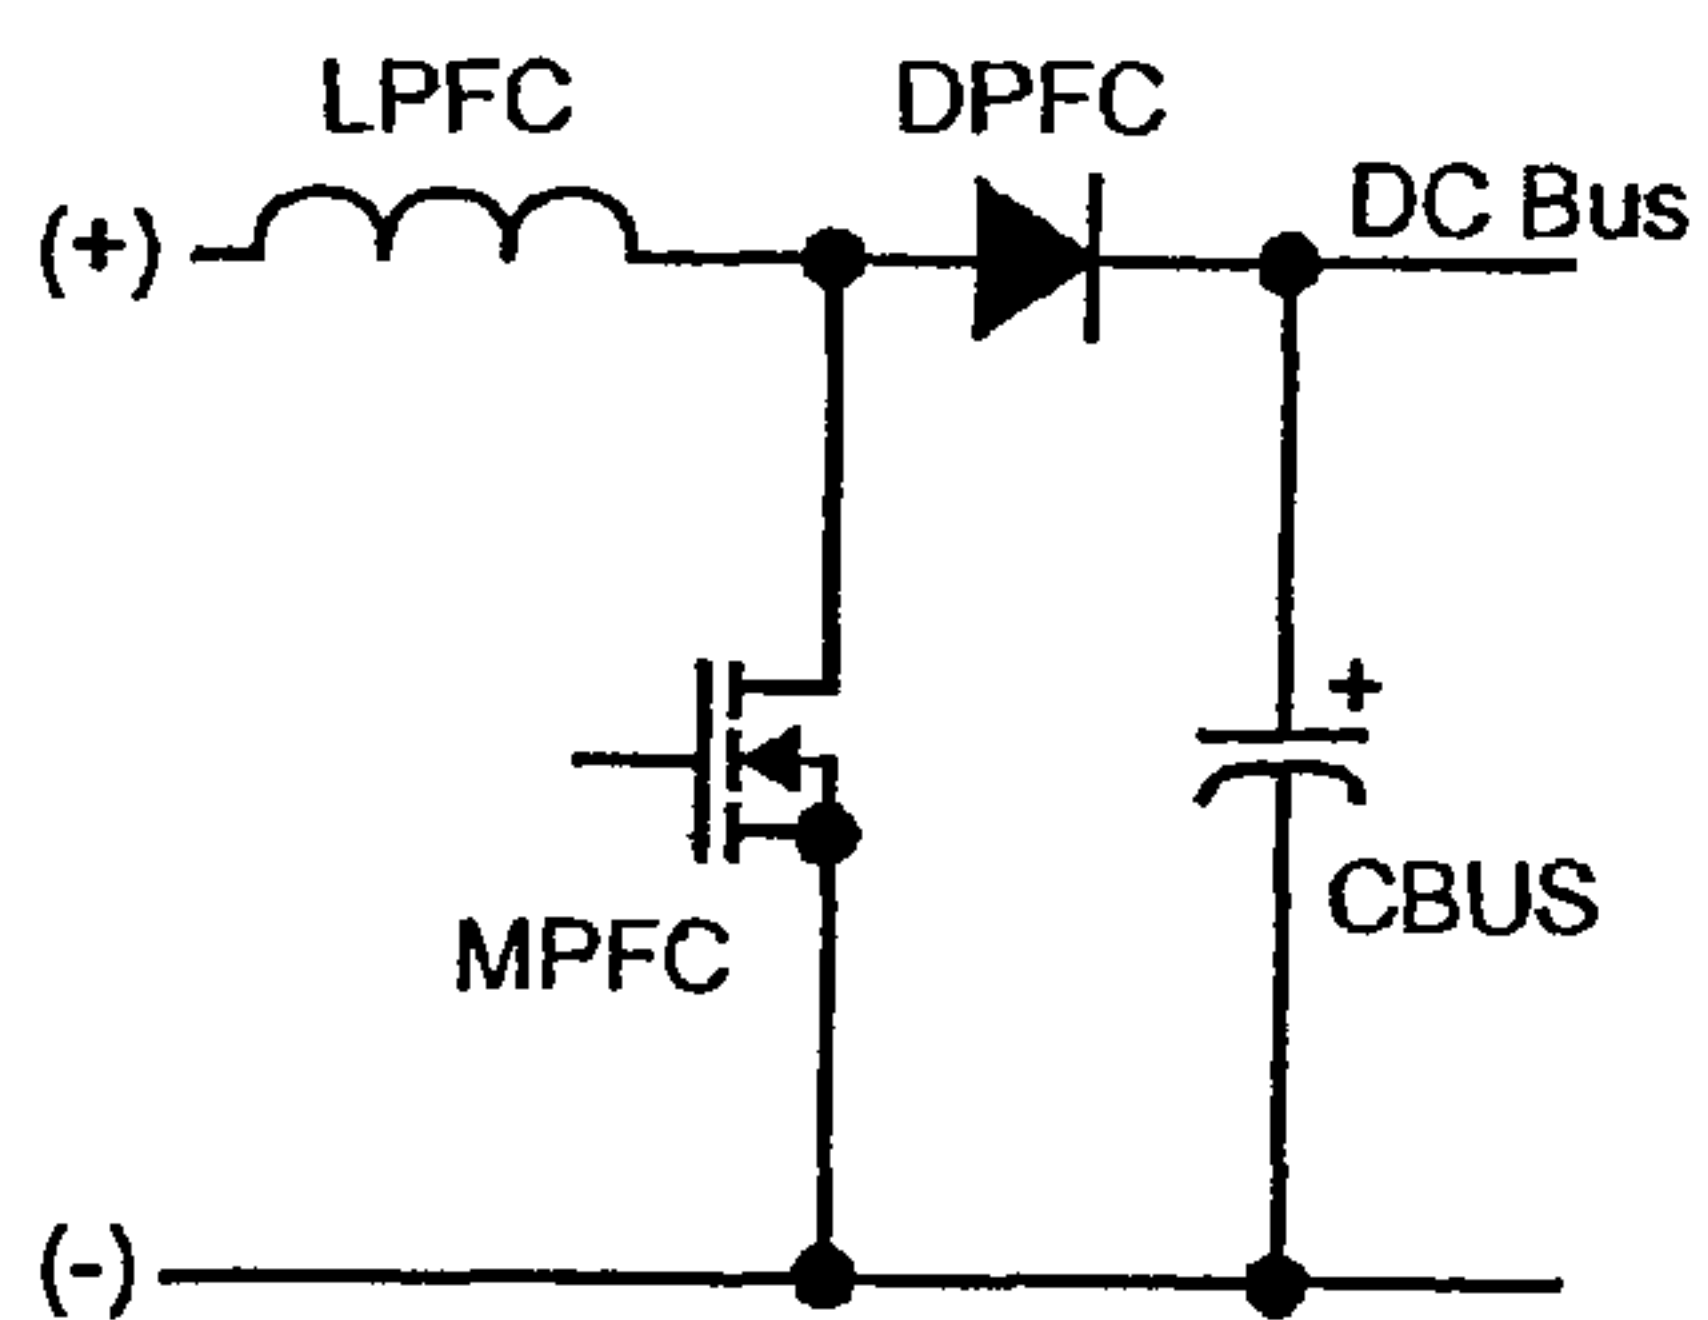 LPFC
DPFC
DC Bus
(+)
+
CBUS
MPFC
(-)